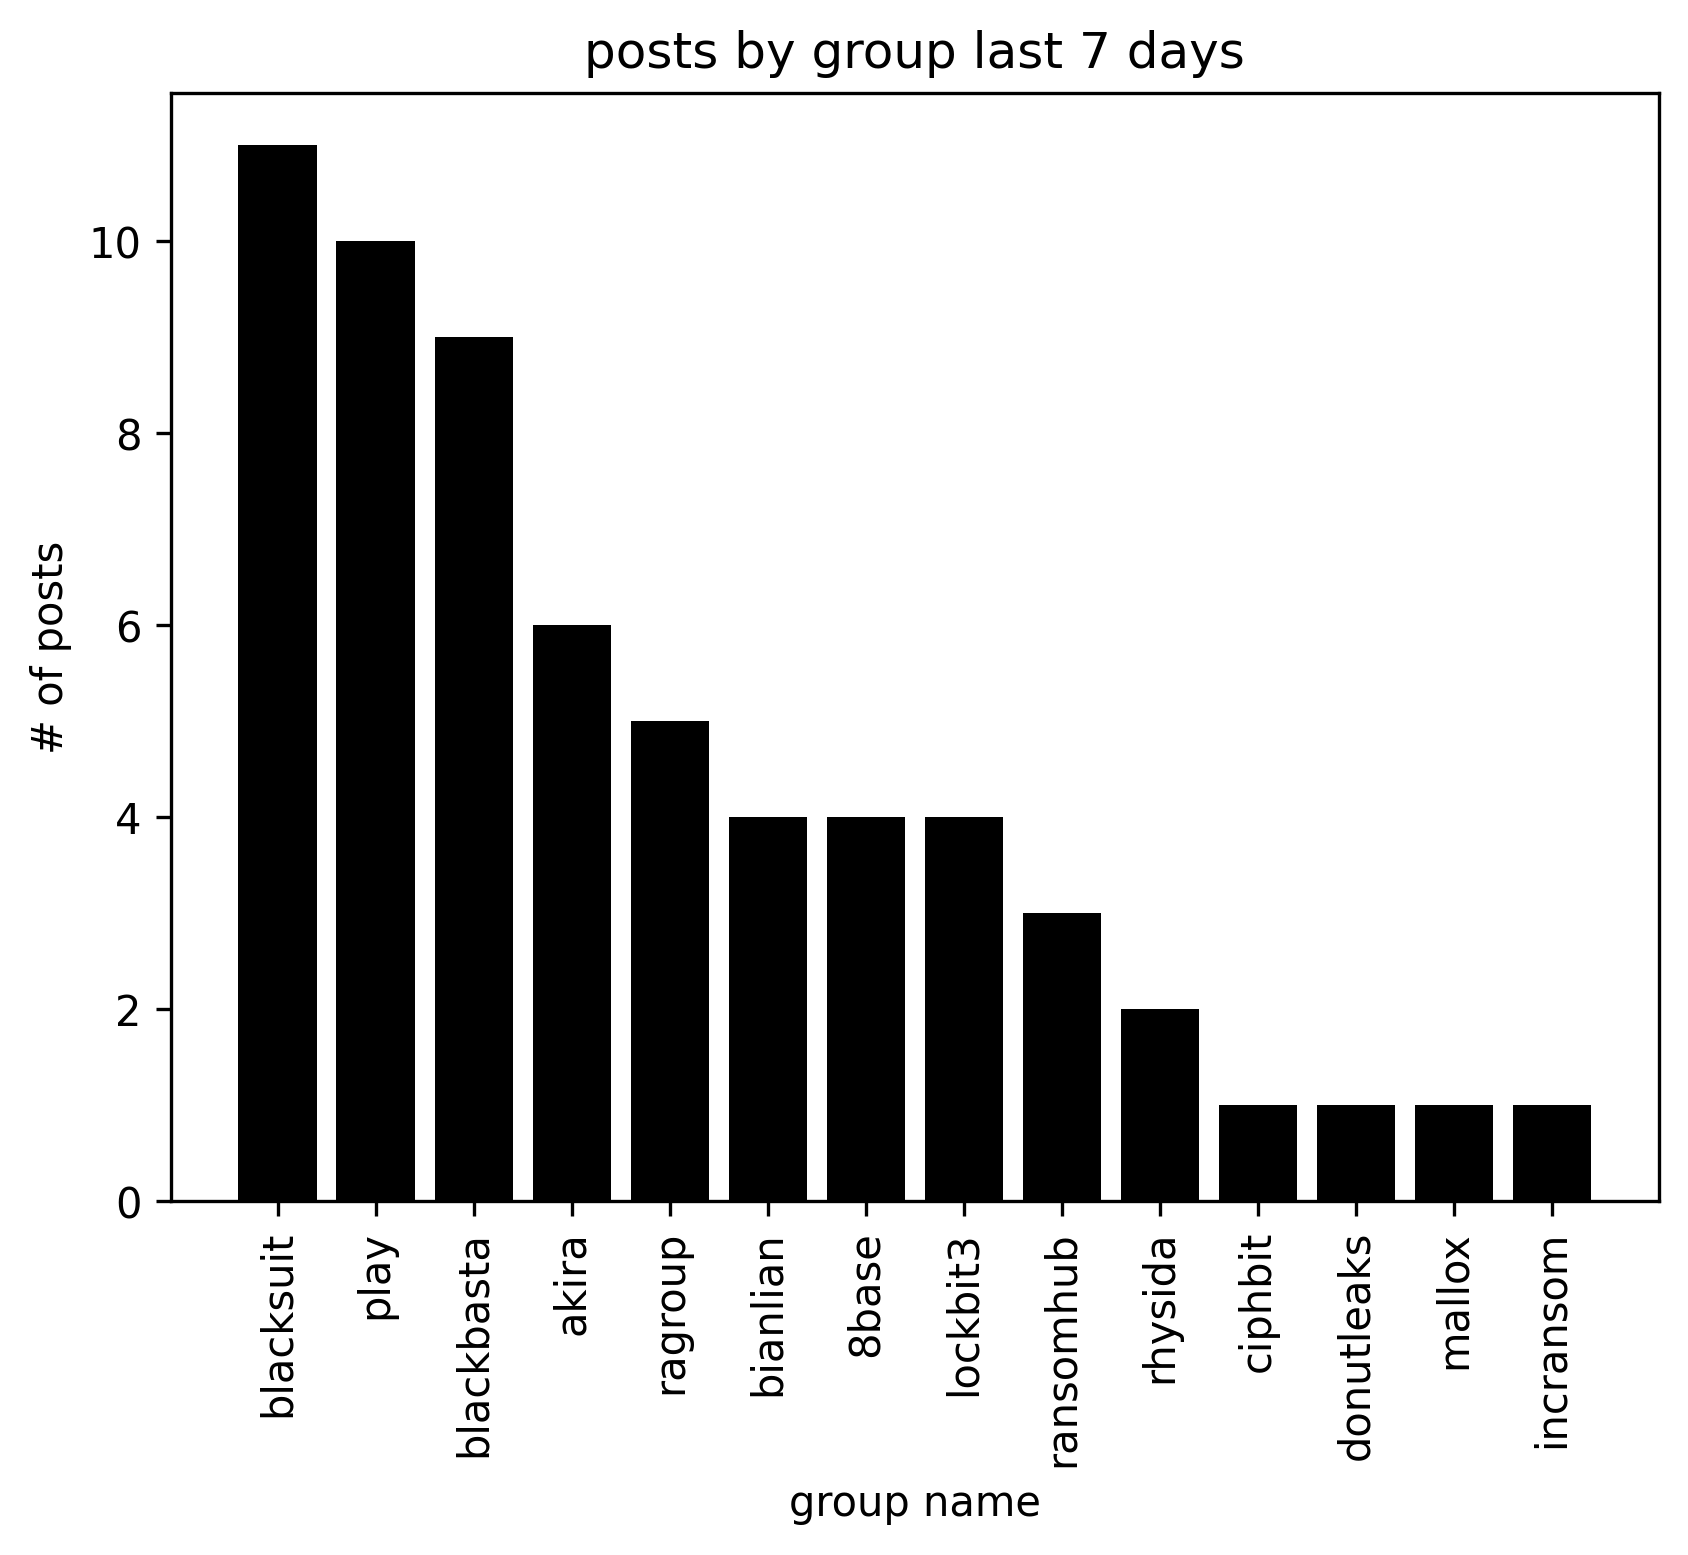 posts by group last 7 days
# of posts
10
8
6
4
2
0
blacksuit
play
blackbasta
akira
ragroup
bianlian
8base
lockbit3
ransomhub
rhysida
ciphbit
donutleaks
mallox
incransom
group name